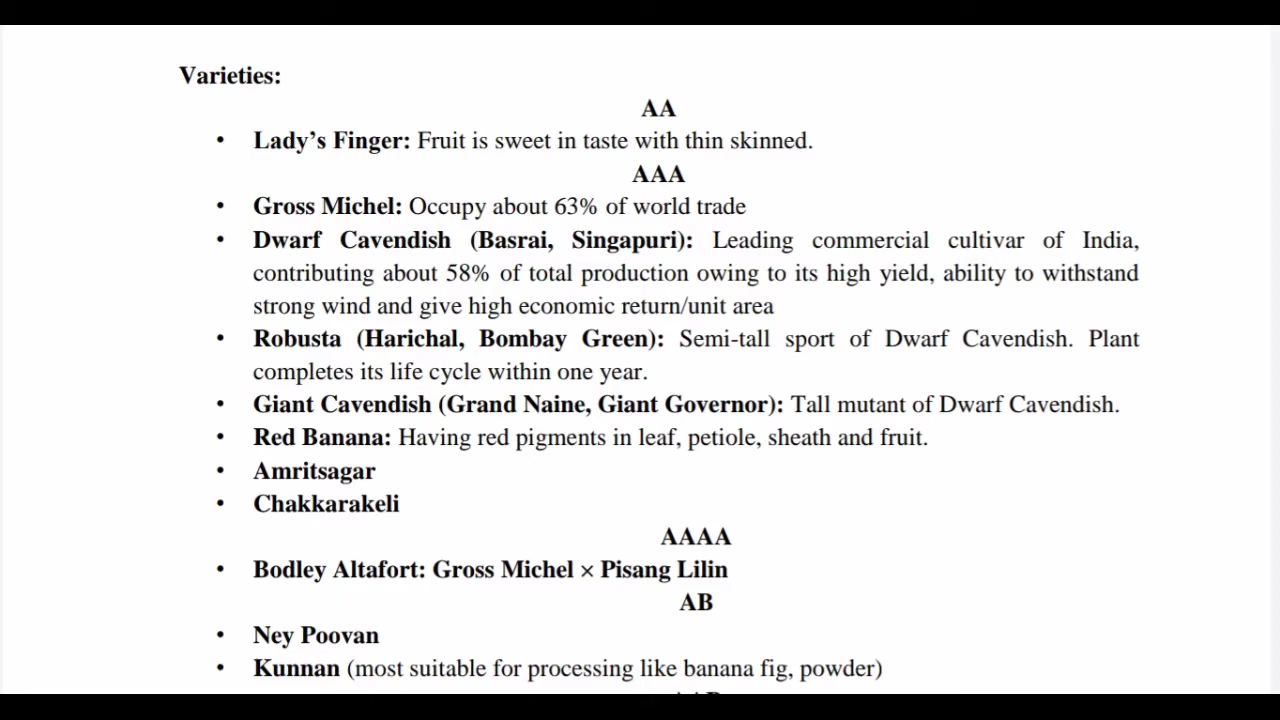 Varieties:
AA
• Lady’s Finger: Fruit is sweet in taste with thin skinned.
AAA
• Gross Michel: Occupy about 63% of world trade
• Dwarf Cavendish (Basrai, Singapuri): Leading commercial cultivar of India,
contributing about 58% of total production owing to its high yield, ability to withstand
strong wind and give high economic return/unit area
• Robusta (Harichal, Bombay Green): Semi-tall sport of Dwarf Cavendish. Plant
completes its life cycle within one year.
• Giant Cavendish (Grand Naine, Giant Governor): Tall mutant of Dwarf Cavendish.
• Red Banana: Having red pigments in leaf, petiole, sheath and fruit.
• Amritsagar
• Chakkarakeli
AAAA
• Bodley Altafort: Gross Michel × Pisang Lilin
AB
• Ney Poovan
• Kunnan (most suitable for processing like banana fig, powder)